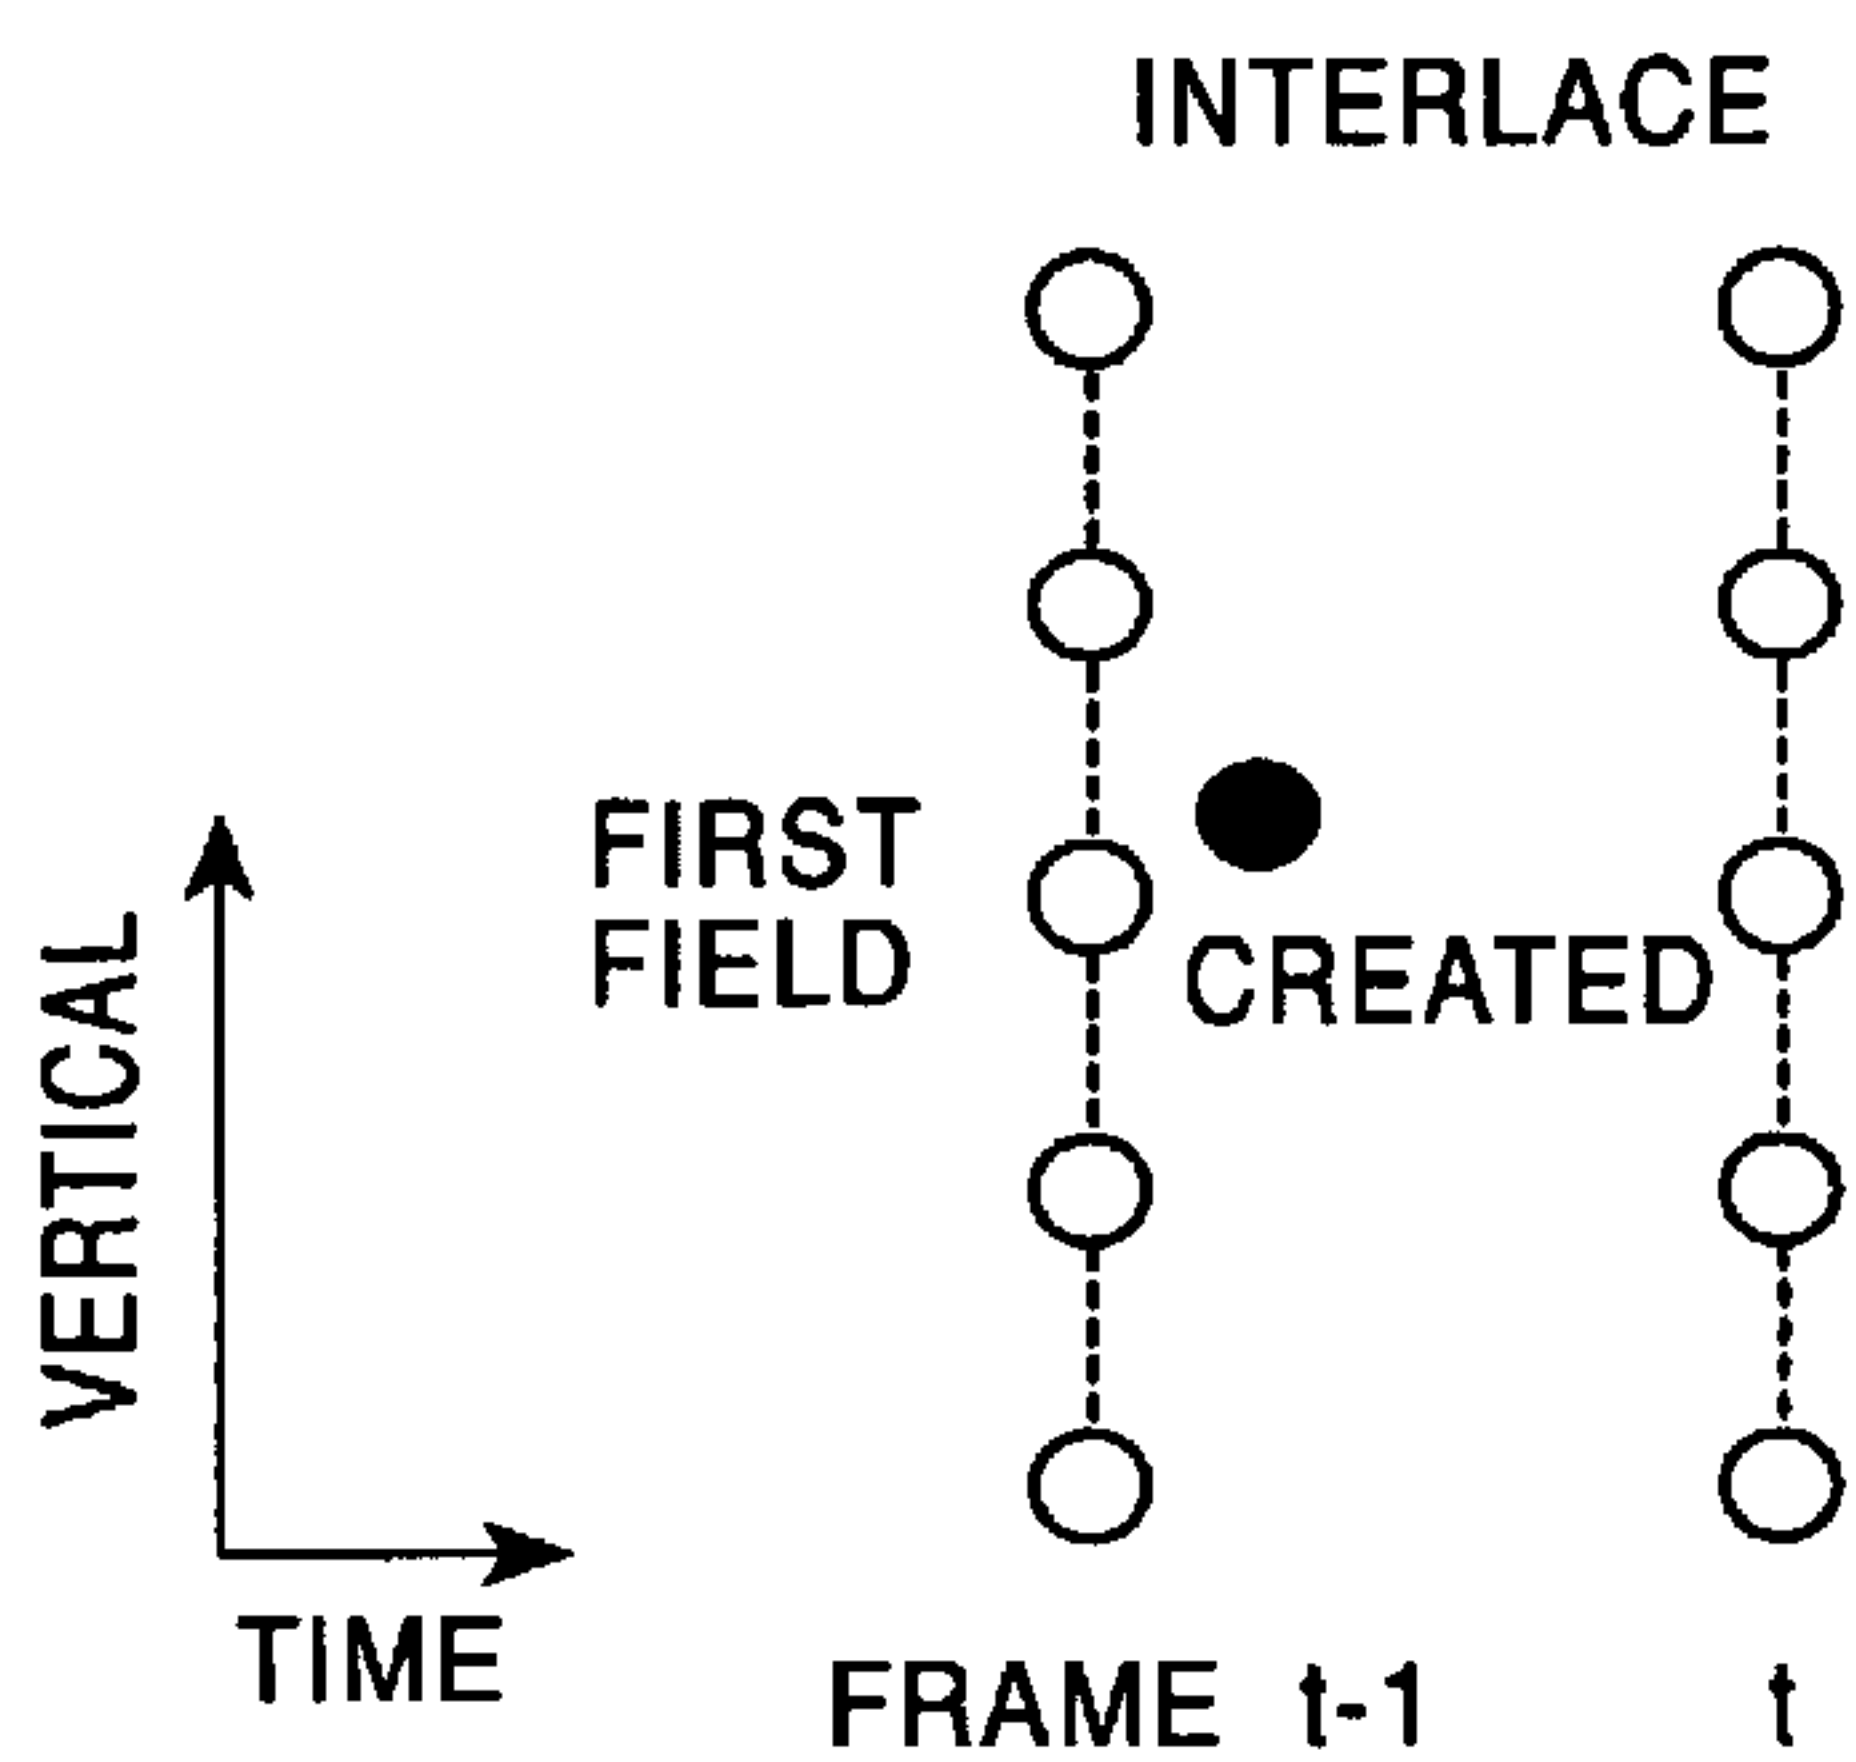 INTERLACE
FIRST
FIELD
CREATED
VERTICAL
TIME
FRAME t-1 t